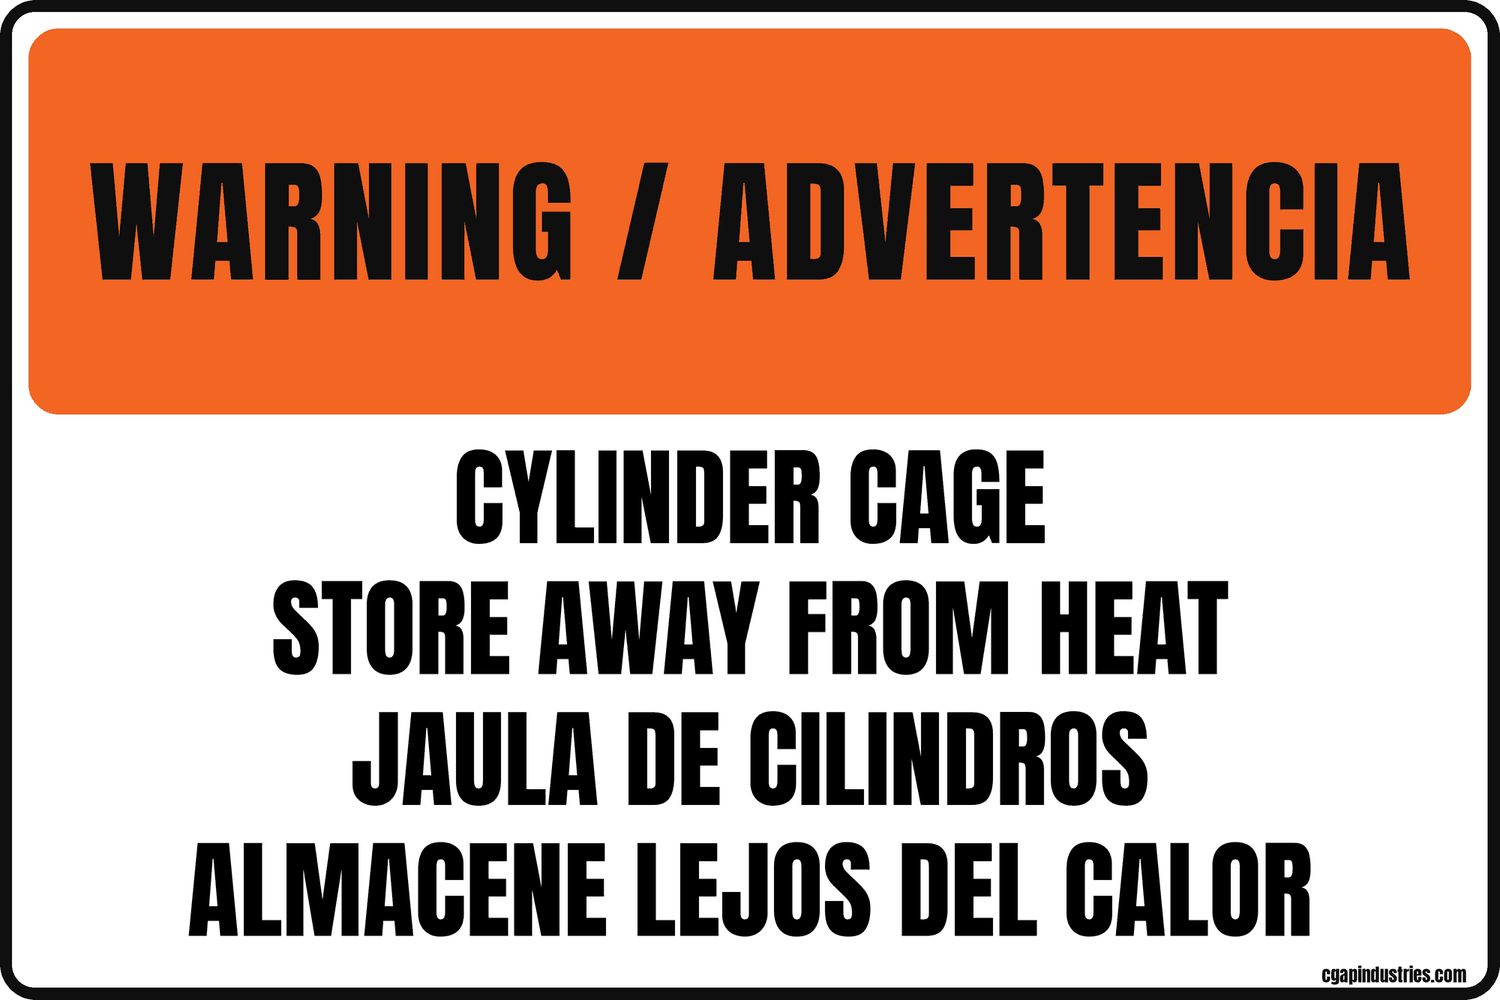 WARNING / ADVERTENCIA
CYLINDER CAGE
STORE AWAY FROM HEAT
JAULA DE CILINDROS
ALMACENE LEJOS DEL CALOR
cgapindustries.com